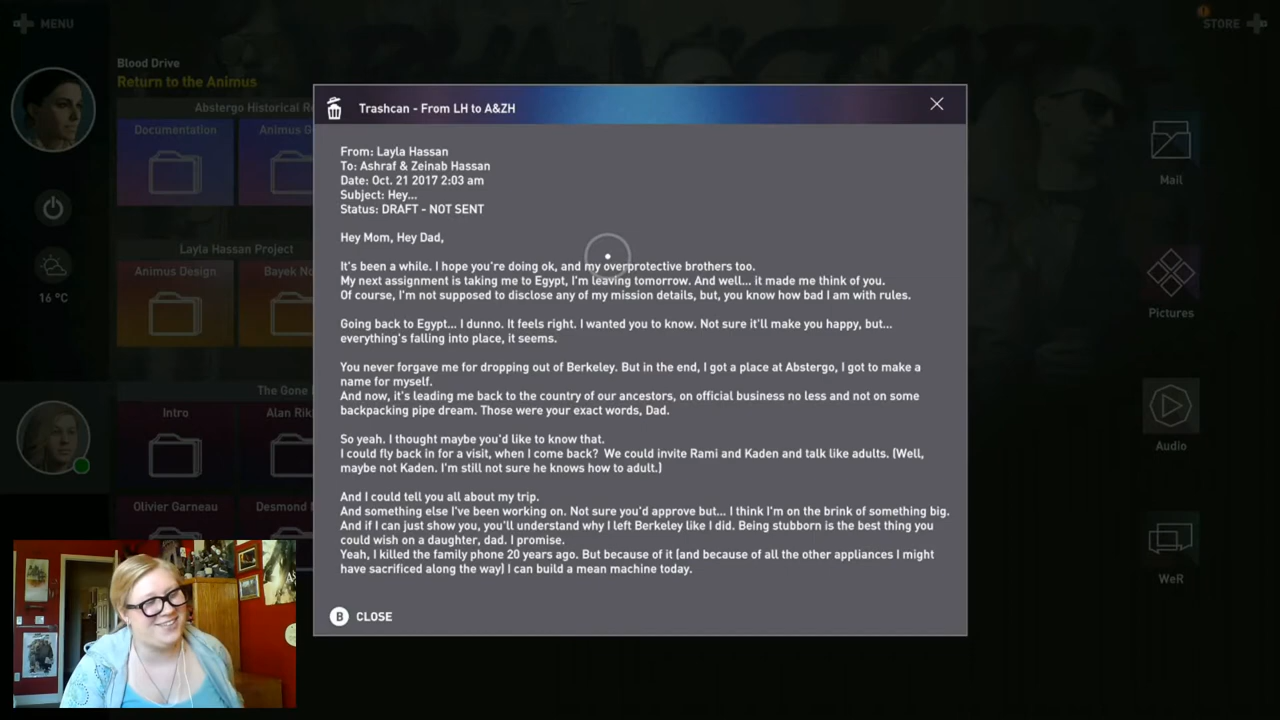 MENU
STORE
Blood Drive
Return to the Animus
Abstergo Historical Re
Documentation
Animus G
Layla Hassan Project
Animus Design
Bayek No
16 °C
The Gone
Intro
Alan Rik
Olivier Garneau
Desmond
Trashcan - From LH to A&ZH
From: Layla Hassan
To: Ashraf & Zeinab Hassan
Date: Oct. 21 2017 2:03 am
Subject: Hey...
Status: DRAFT - NOT SENT
Hey Mom, Hey Dad,
It's been a while. I hope you're doing ok, and my overprotective brothers too.
My next assignment is taking me to Egypt, I'm leaving tomorrow. And well... it made me think of you.
Of course, I'm not supposed to disclose any of my mission details, but, you know how bad I am with rules.
Going back to Egypt... I dunno. It feels right. I wanted you to know. Not sure it'll make you happy, but...
everything's falling into place, it seems.
You never forgave me for dropping out of Berkeley. But in the end, I got a place at Abstergo, I got to make a
name for myself.
And now, it's leading me back to the country of our ancestors, on official business no less and not on some
backpacking pipe dream. Those were your exact words, Dad.
So yeah. I thought maybe you'd like to know that.
I could fly back in for a visit, when I come back? We could invite Rami and Kaden and talk like adults. (Well,
maybe not Kaden. I'm still not sure he knows how to adult.)
And I could tell you all about my trip.
And something else I've been working on. Not sure you'd approve but... I think I'm on the brink of something big.
And if I can just show you, you'll understand why I left Berkeley like I did. Being stubborn is the best thing you
could wish on a daughter, dad. I promise.
Yeah, I killed the family phone 20 years ago. But because of it (and because of all the other appliances I might
have sacrificed along the way) I can build a mean machine today.
B CLOSE
Mail
Pictures
Audio
WeR